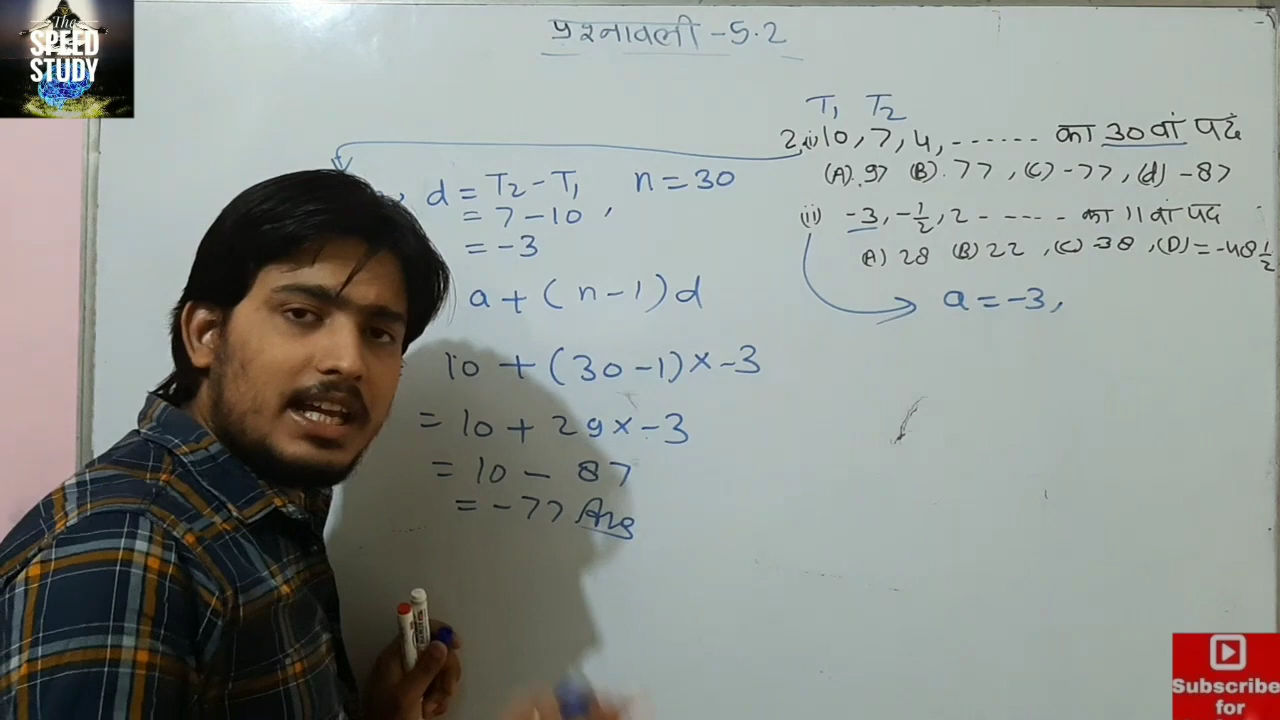 The
SPEED
STUDY
प्रश्नावली - 5.2
T₁ T₂
2.(i) 10, 7, 4, ------ का 30 वां पद
(A). 97 (B). 77, (C) -77, (d) -87
(ii) -3, -1/2, 2 - ---- - का 11 वां पद
A) 28 (B) 22, (C) -38, (D) = -48 1/2
a = -3,
d = T₂ - T₁, n = 30
= 7 - 10,
= -3
a + (n - 1) d
10 + (30 - 1) × -3
= 10 + 29 × -3
= 10 - 87
= -77 Ans
Subscribe
for